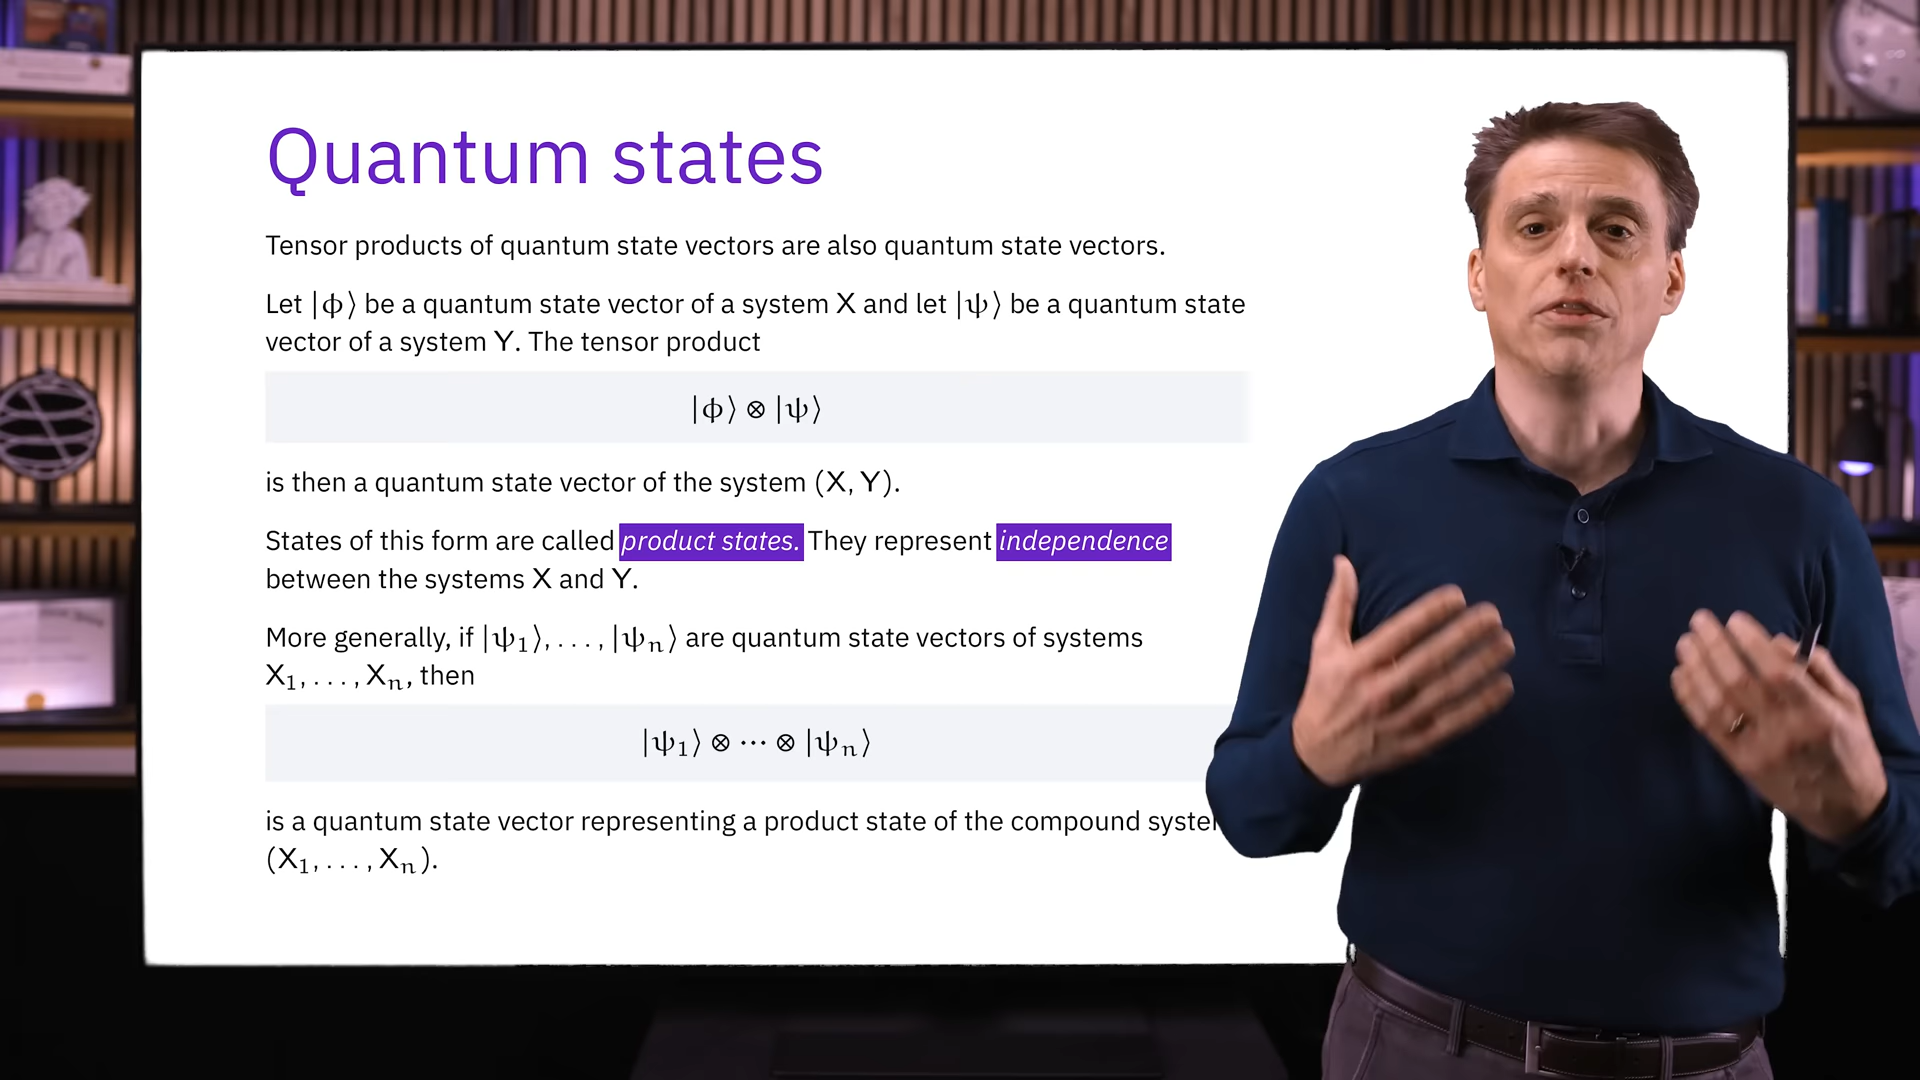 Quantum states
Tensor products of quantum state vectors are also quantum state vectors.
Let |ϕ⟩ be a quantum state vector of a system X and let |ψ⟩ be a quantum state
vector of a system Y. The tensor product
|ϕ⟩ ⊗ |ψ⟩
is then a quantum state vector of the system (X, Y).
States of this form are called product states. They represent independence
between the systems X and Y.
More generally, if |ψ₁⟩, . . . , |ψₙ⟩ are quantum state vectors of systems
X₁, . . . , Xₙ, then
|ψ₁⟩ ⊗ ··· ⊗ |ψₙ⟩
is a quantum state vector representing a product state of the compound
(X₁, . . . , Xₙ).